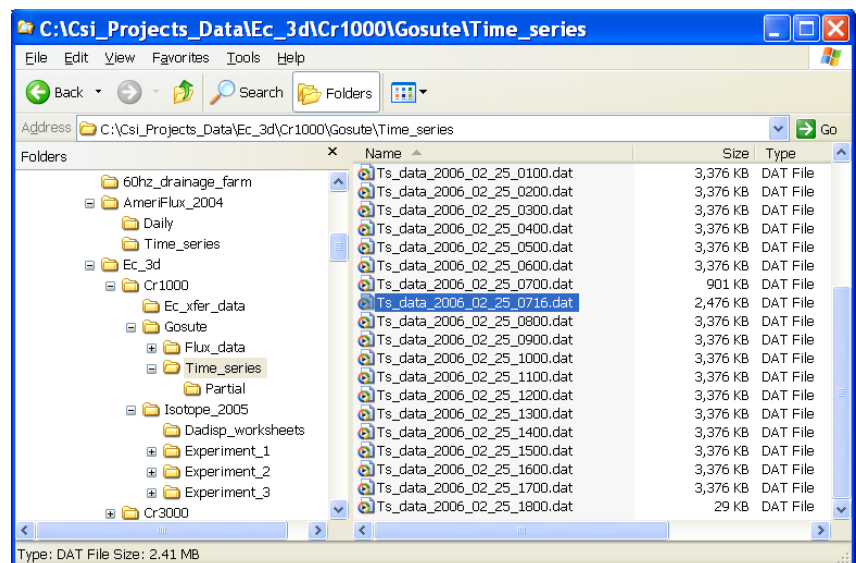 C:\Csi_Projects_Data\Ec_3d\Cr1000\Gosute\Time_series
File Edit View Favorites Tools Help
Back Search Folders
Address C:\Csi_Projects_Data\Ec_3d\Cr1000\Gosute\Time_series Go
Folders
60hz_drainage_farm
AmeriFlux_2004
Daily
Time_series
Ec_3d
Cr1000
Ec_xfer_data
Gosute
Flux_data
Time_series
Partial
Isotope_2005
Dadisp_worksheets
Experiment_1
Experiment_2
Experiment_3
Cr3000
Name Size Type
Ts_data_2006_02_25_0100.dat 3,376 KB DAT File
Ts_data_2006_02_25_0200.dat 3,376 KB DAT File
Ts_data_2006_02_25_0300.dat 3,376 KB DAT File
Ts_data_2006_02_25_0400.dat 3,376 KB DAT File
Ts_data_2006_02_25_0500.dat 3,376 KB DAT File
Ts_data_2006_02_25_0600.dat 3,376 KB DAT File
Ts_data_2006_02_25_0700.dat 901 KB DAT File
Ts_data_2006_02_25_0716.dat 2,476 KB DAT File
Ts_data_2006_02_25_0800.dat 3,376 KB DAT File
Ts_data_2006_02_25_0900.dat 3,376 KB DAT File
Ts_data_2006_02_25_1000.dat 3,376 KB DAT File
Ts_data_2006_02_25_1100.dat 3,376 KB DAT File
Ts_data_2006_02_25_1200.dat 3,376 KB DAT File
Ts_data_2006_02_25_1300.dat 3,376 KB DAT File
Ts_data_2006_02_25_1400.dat 3,376 KB DAT File
Ts_data_2006_02_25_1500.dat 3,376 KB DAT File
Ts_data_2006_02_25_1600.dat 3,376 KB DAT File
Ts_data_2006_02_25_1700.dat 3,376 KB DAT File
Ts_data_2006_02_25_1800.dat 29 KB DAT File
Type: DAT File Size: 2.41 MB